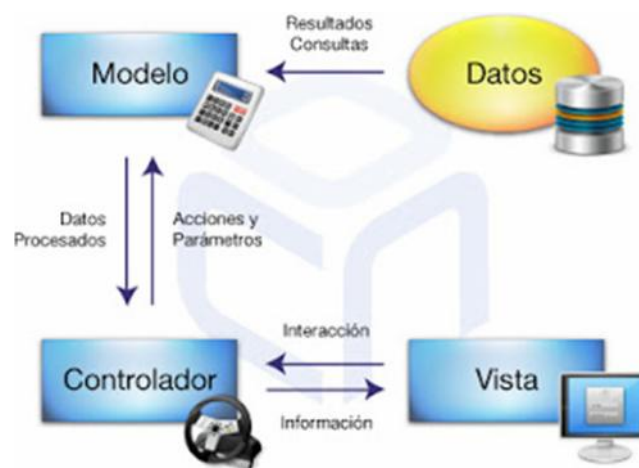 Resultados
Consultas
Modelo
Datos
Datos
Procesados
Acciones y
Parámetros
Interacción
Controlador
Vista
Información